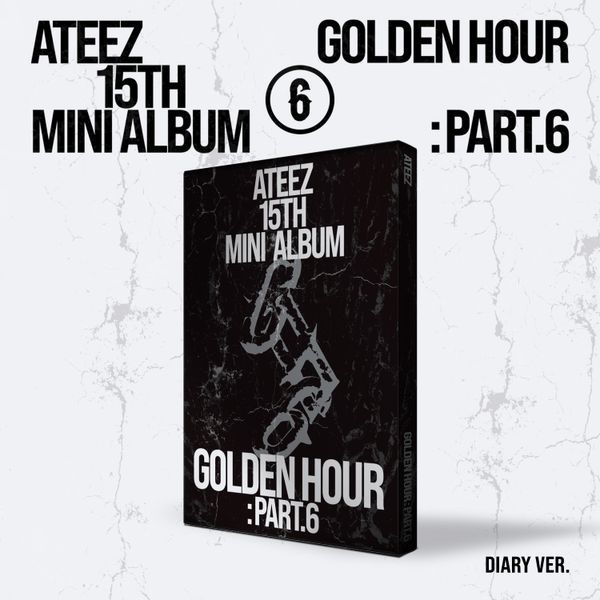 ATEEZ
15TH
MINI ALBUM
6
GOLDEN HOUR
: PART.6
ATEEZ
15TH
MINI ALBUM
GOLDEN HOUR
: PART.6
ATEEZ
GOLDEN HOUR : PART.6
DIARY VER.